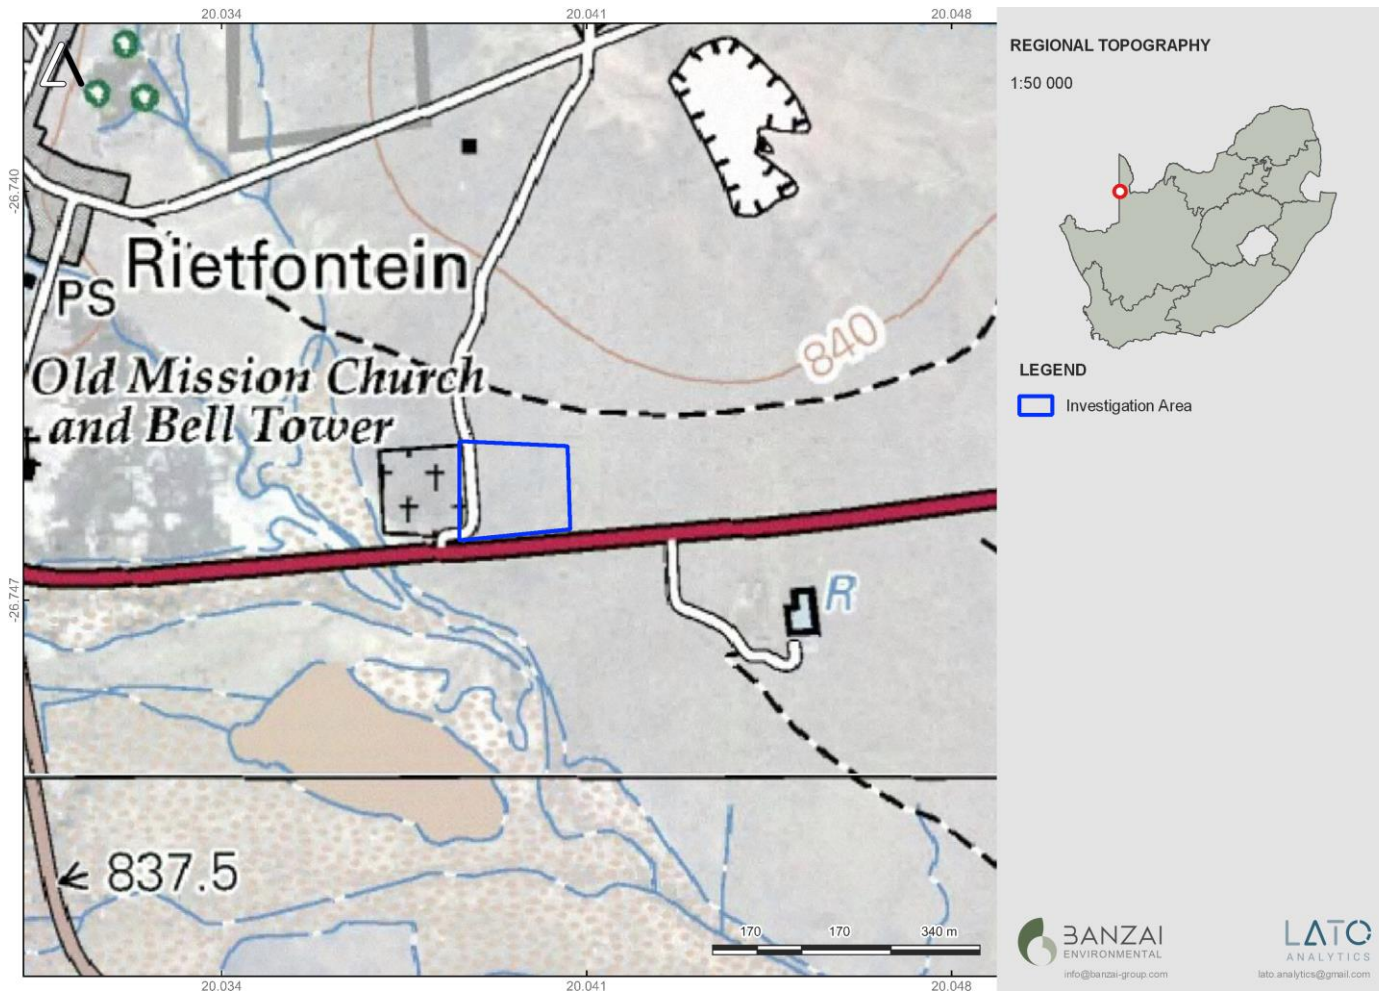 20.034
20.041
20.048
-26.740
-26.747
Rietfontein
PS
Old Mission Church
and Bell Tower
840
R
837.5
170
170
340 m
20.034
20.041
20.048
REGIONAL TOPOGRAPHY
1:50 000
LEGEND
Investigation Area
BANZAI
ENVIRONMENTAL
info@banzai-group.com
LATO
ANALYTICS
lato.analytics@gmail.com